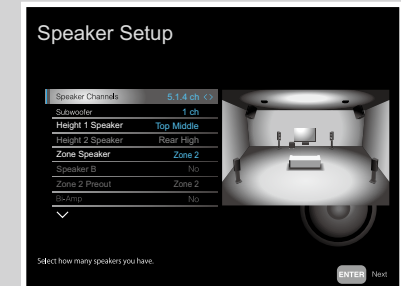 Speaker Setup
Speaker Channels 5.1.4 ch <>
Subwoofer 1 ch
Height 1 Speaker Top Middle
Height 2 Speaker Rear High
Zone Speaker Zone 2
Speaker B No
Zone 2 Preout Zone 2
Bi-Amp No
Select how many speakers you have.
ENTER Next